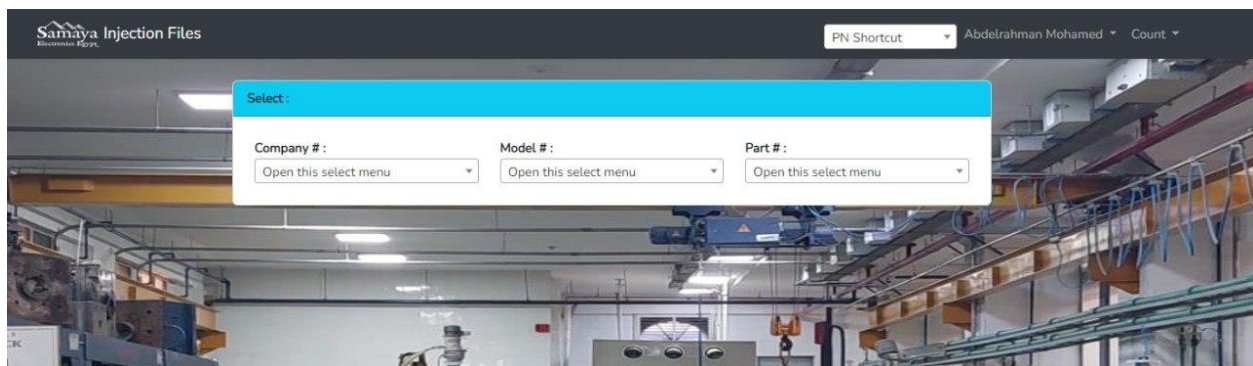 Samaya Injection Files
Electronics Egypt
PN Shortcut
Abdelrahman Mohamed
Count
Select :
Company # :
Model # :
Part # :
Open this select menu
Open this select menu
Open this select menu
CK